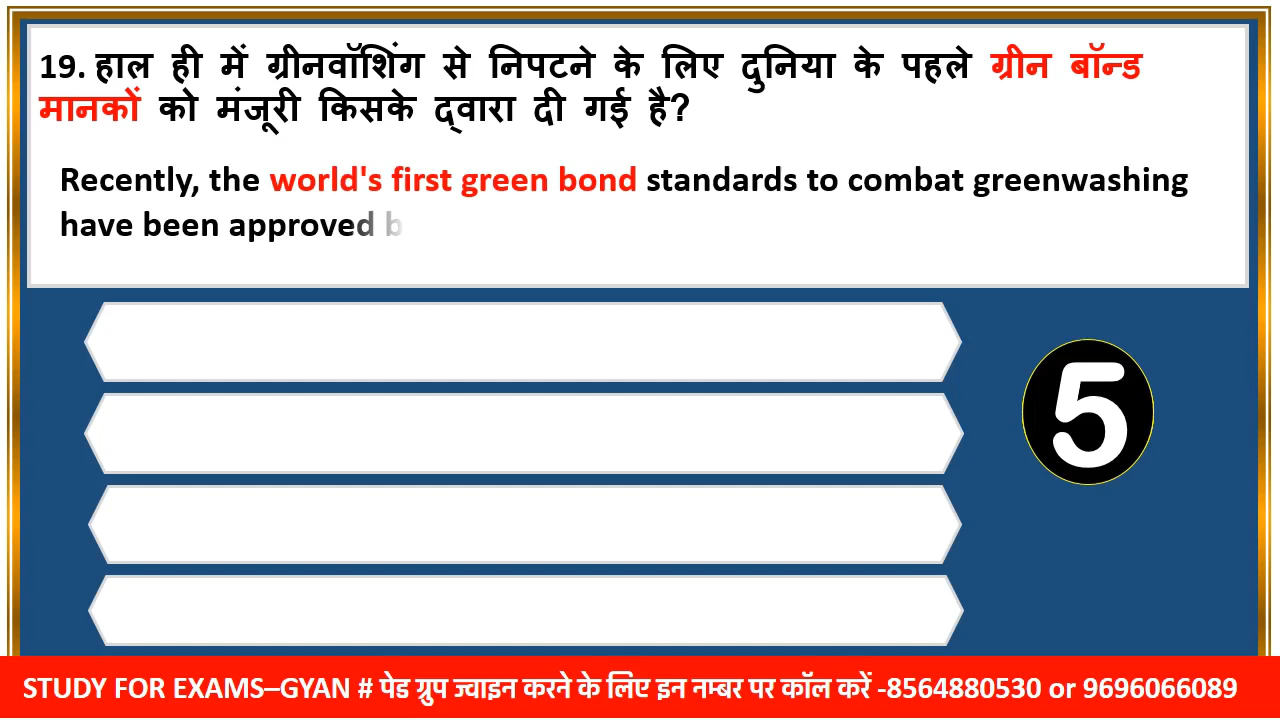 19. हाल ही में ग्रीनवॉशिंग से निपटने के लिए दुनिया के पहले ग्रीन बॉन्ड
मानकों को मंजूरी किसके द्वारा दी गई है?
Recently, the world's first green bond standards to combat greenwashing
have been approved b
5
STUDY FOR EXAMS–GYAN # पेड ग्रुप ज्वाइन करने के लिए इन नम्बर पर कॉल करें -8564880530 or 9696066089